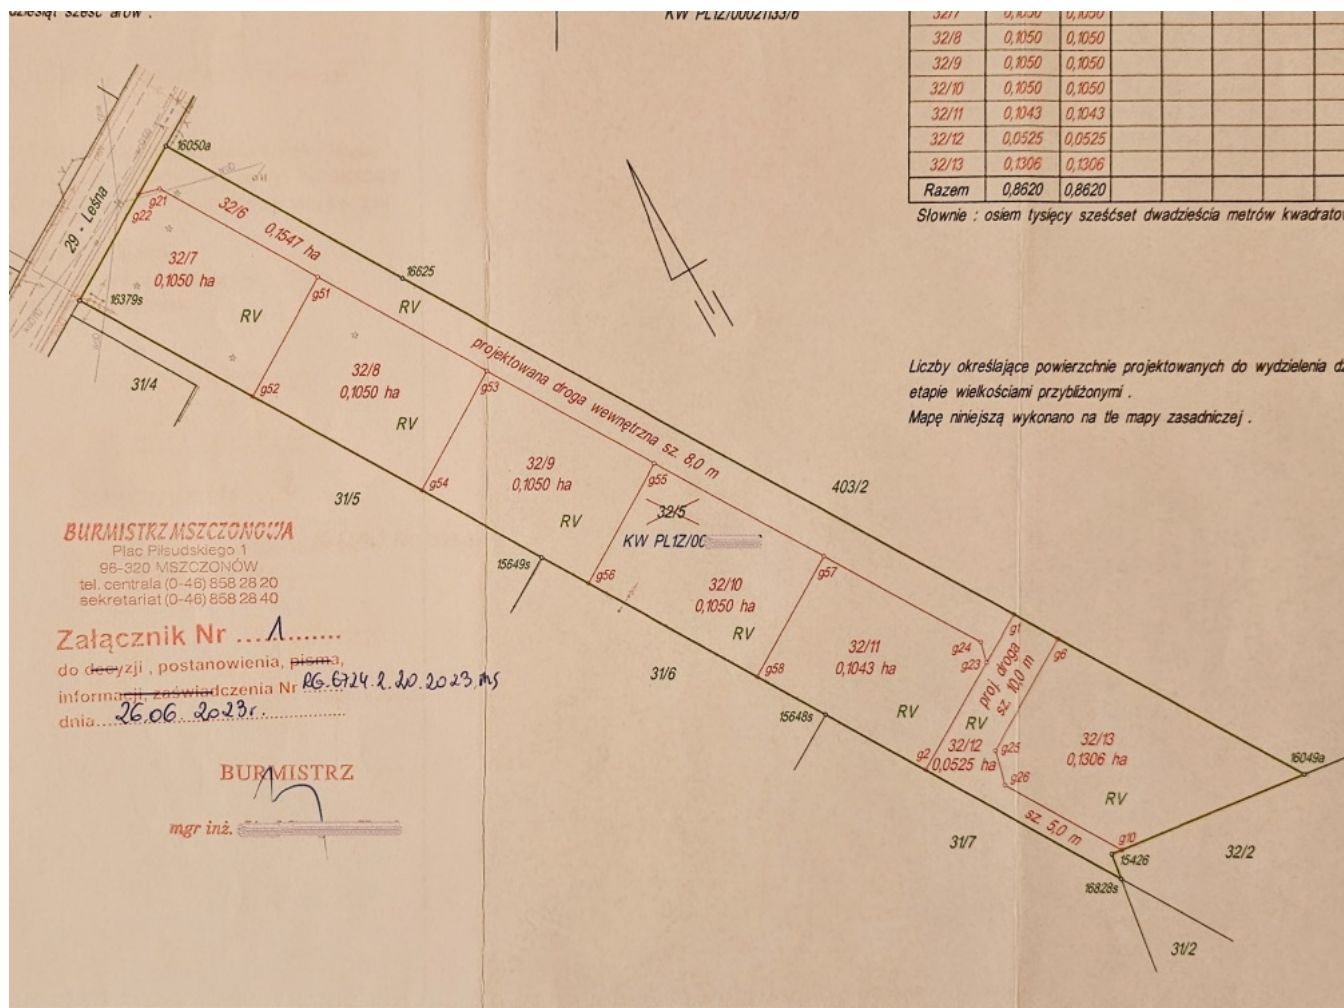 dziesiąt sześć arów .
KW PL1Z/00021133/6
32/7 0,1050 0,1050
32/8 0,1050 0,1050
32/9 0,1050 0,1050
32/10 0,1050 0,1050
32/11 0,1043 0,1043
32/12 0,0525 0,0525
32/13 0,1306 0,1306
Razem 0,8620 0,8620
Słownie : osiem tysięcy sześćset dwadzieścia metrów kwadrato
16050a
29 - Leśna
g21
g22
32/6
0,1547 ha
32/7
0,1050 ha
16625
16379s
g51
RV
RV
31/4
g52
32/8
0,1050 ha
g53
projektowana droga wewnętrzna sz. 8,0 m
Liczby określające powierzchnie projektowanych do wydzielenia dz
etapie wielkościami przybliżonymi .
Mapę niniejszą wykonano na tle mapy zasadniczej .
RV
32/9
0,1050 ha
g54
g55
31/5
403/2
RV
32/5
KW PL1Z/00
15649s
g56
g57
32/10
0,1050 ha
RV
g1
g6
g24
g23
32/11
0,1043 ha
31/6
g58
proj. droga
sz. 10,0 m
RV
RV
15648s
g2
32/12
0,0525 ha
g25
g26
32/13
0,1306 ha
16049a
RV
sz. 5,0 m
g10
31/7
15426
32/2
16828s
31/2
BURMISTRZ MSZCZONOWA
Plac Piłsudskiego 1
96-320 MSZCZONÓW
tel. centrala (0-46) 858 28 20
sekretariat (0-46) 858 28 40
Załącznik Nr ...1.......
do decyzji , postanowienia, pisma,
informacji, zaświadczenia Nr RG.6724.2.20.2023.MS
dnia...26.06.2023r.
BURMISTRZ
mgr inż.